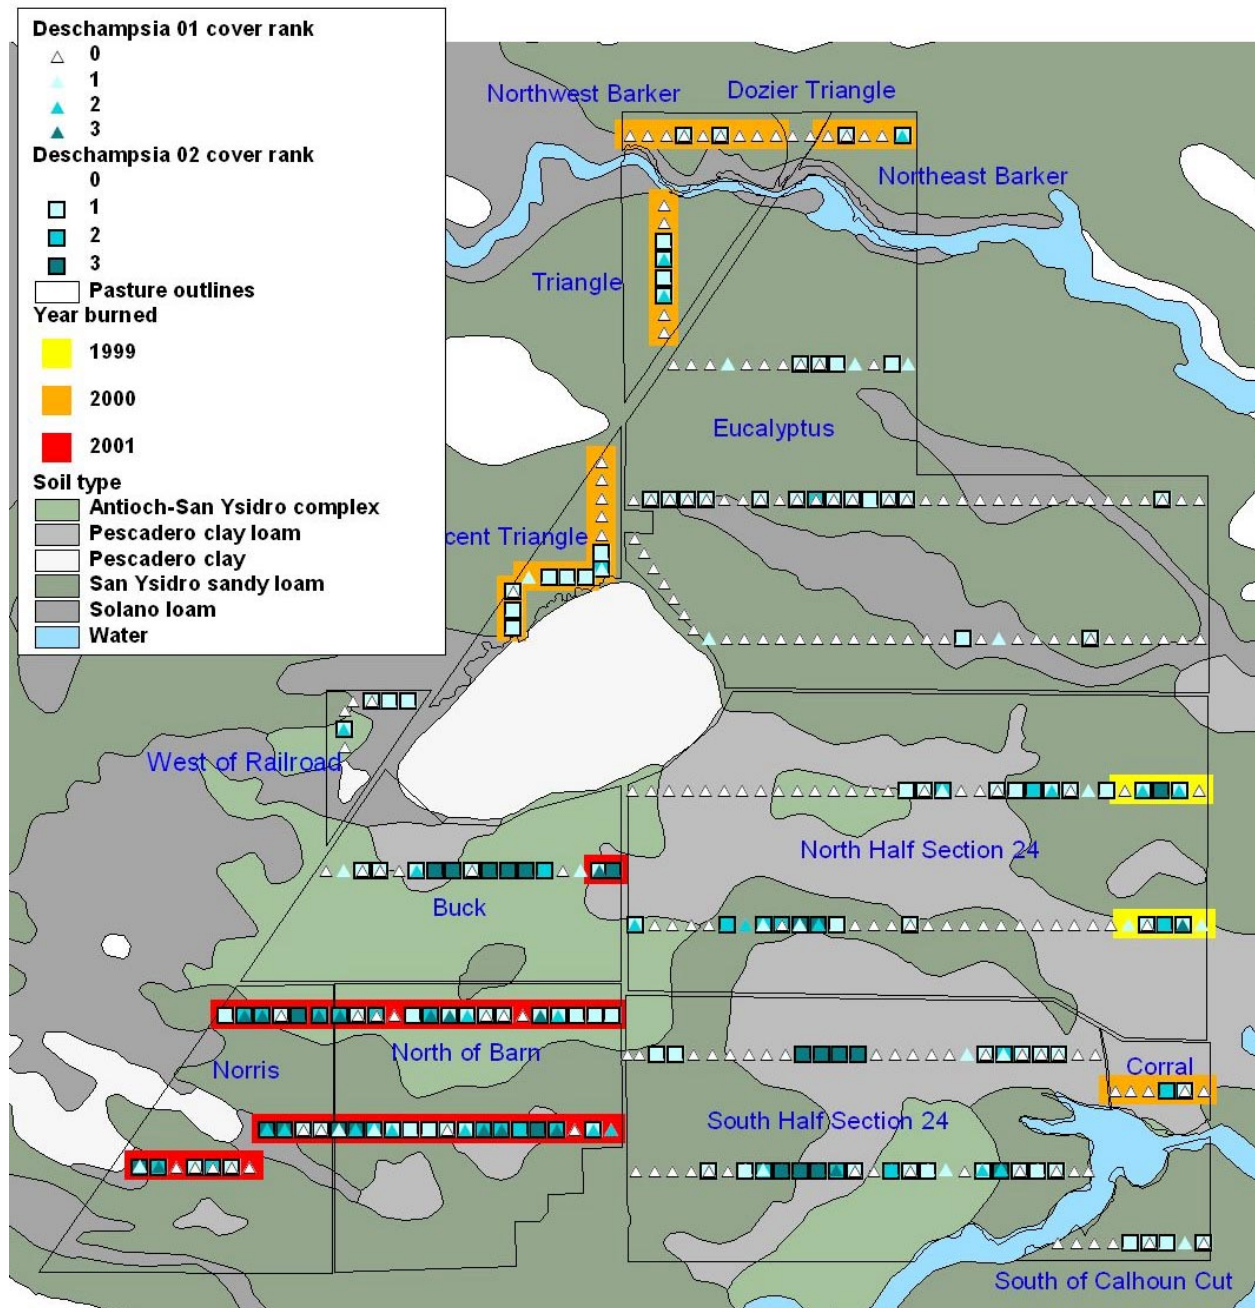 Deschampsia 01 cover rank
0
1
2
3
Deschampsia 02 cover rank
0
1
2
3
Pasture outlines
Year burned
1999
2000
2001
Soil type
Antioch-San Ysidro complex
Pescadero clay loam
Pescadero clay
San Ysidro sandy loam
Solano loam
Water
Northwest Barker
Dozier Triangle
Northeast Barker
Triangle
Eucalyptus
cent Triangle
West of Railroad
North Half Section 24
Buck
North of Barn
Norris
Corral
South Half Section 24
South of Calhoun Cut